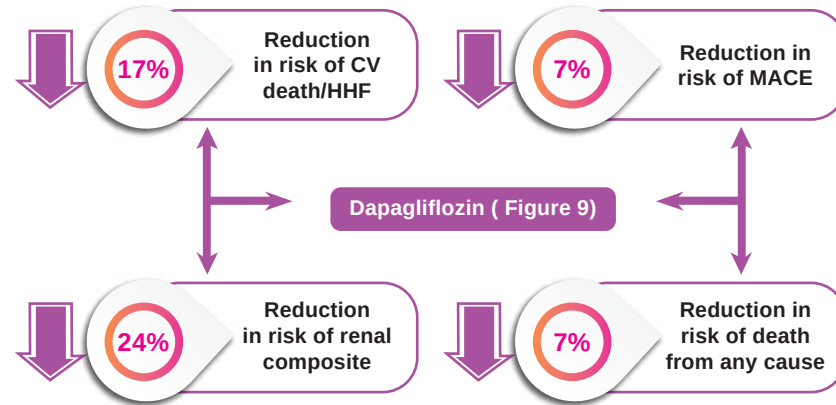 17%
Reduction
in risk of CV
death/HHF
7%
Reduction in
risk of MACE
Dapagliflozin ( Figure 9)
24%
Reduction
in risk of renal
composite
7%
Reduction in
risk of death
from any cause